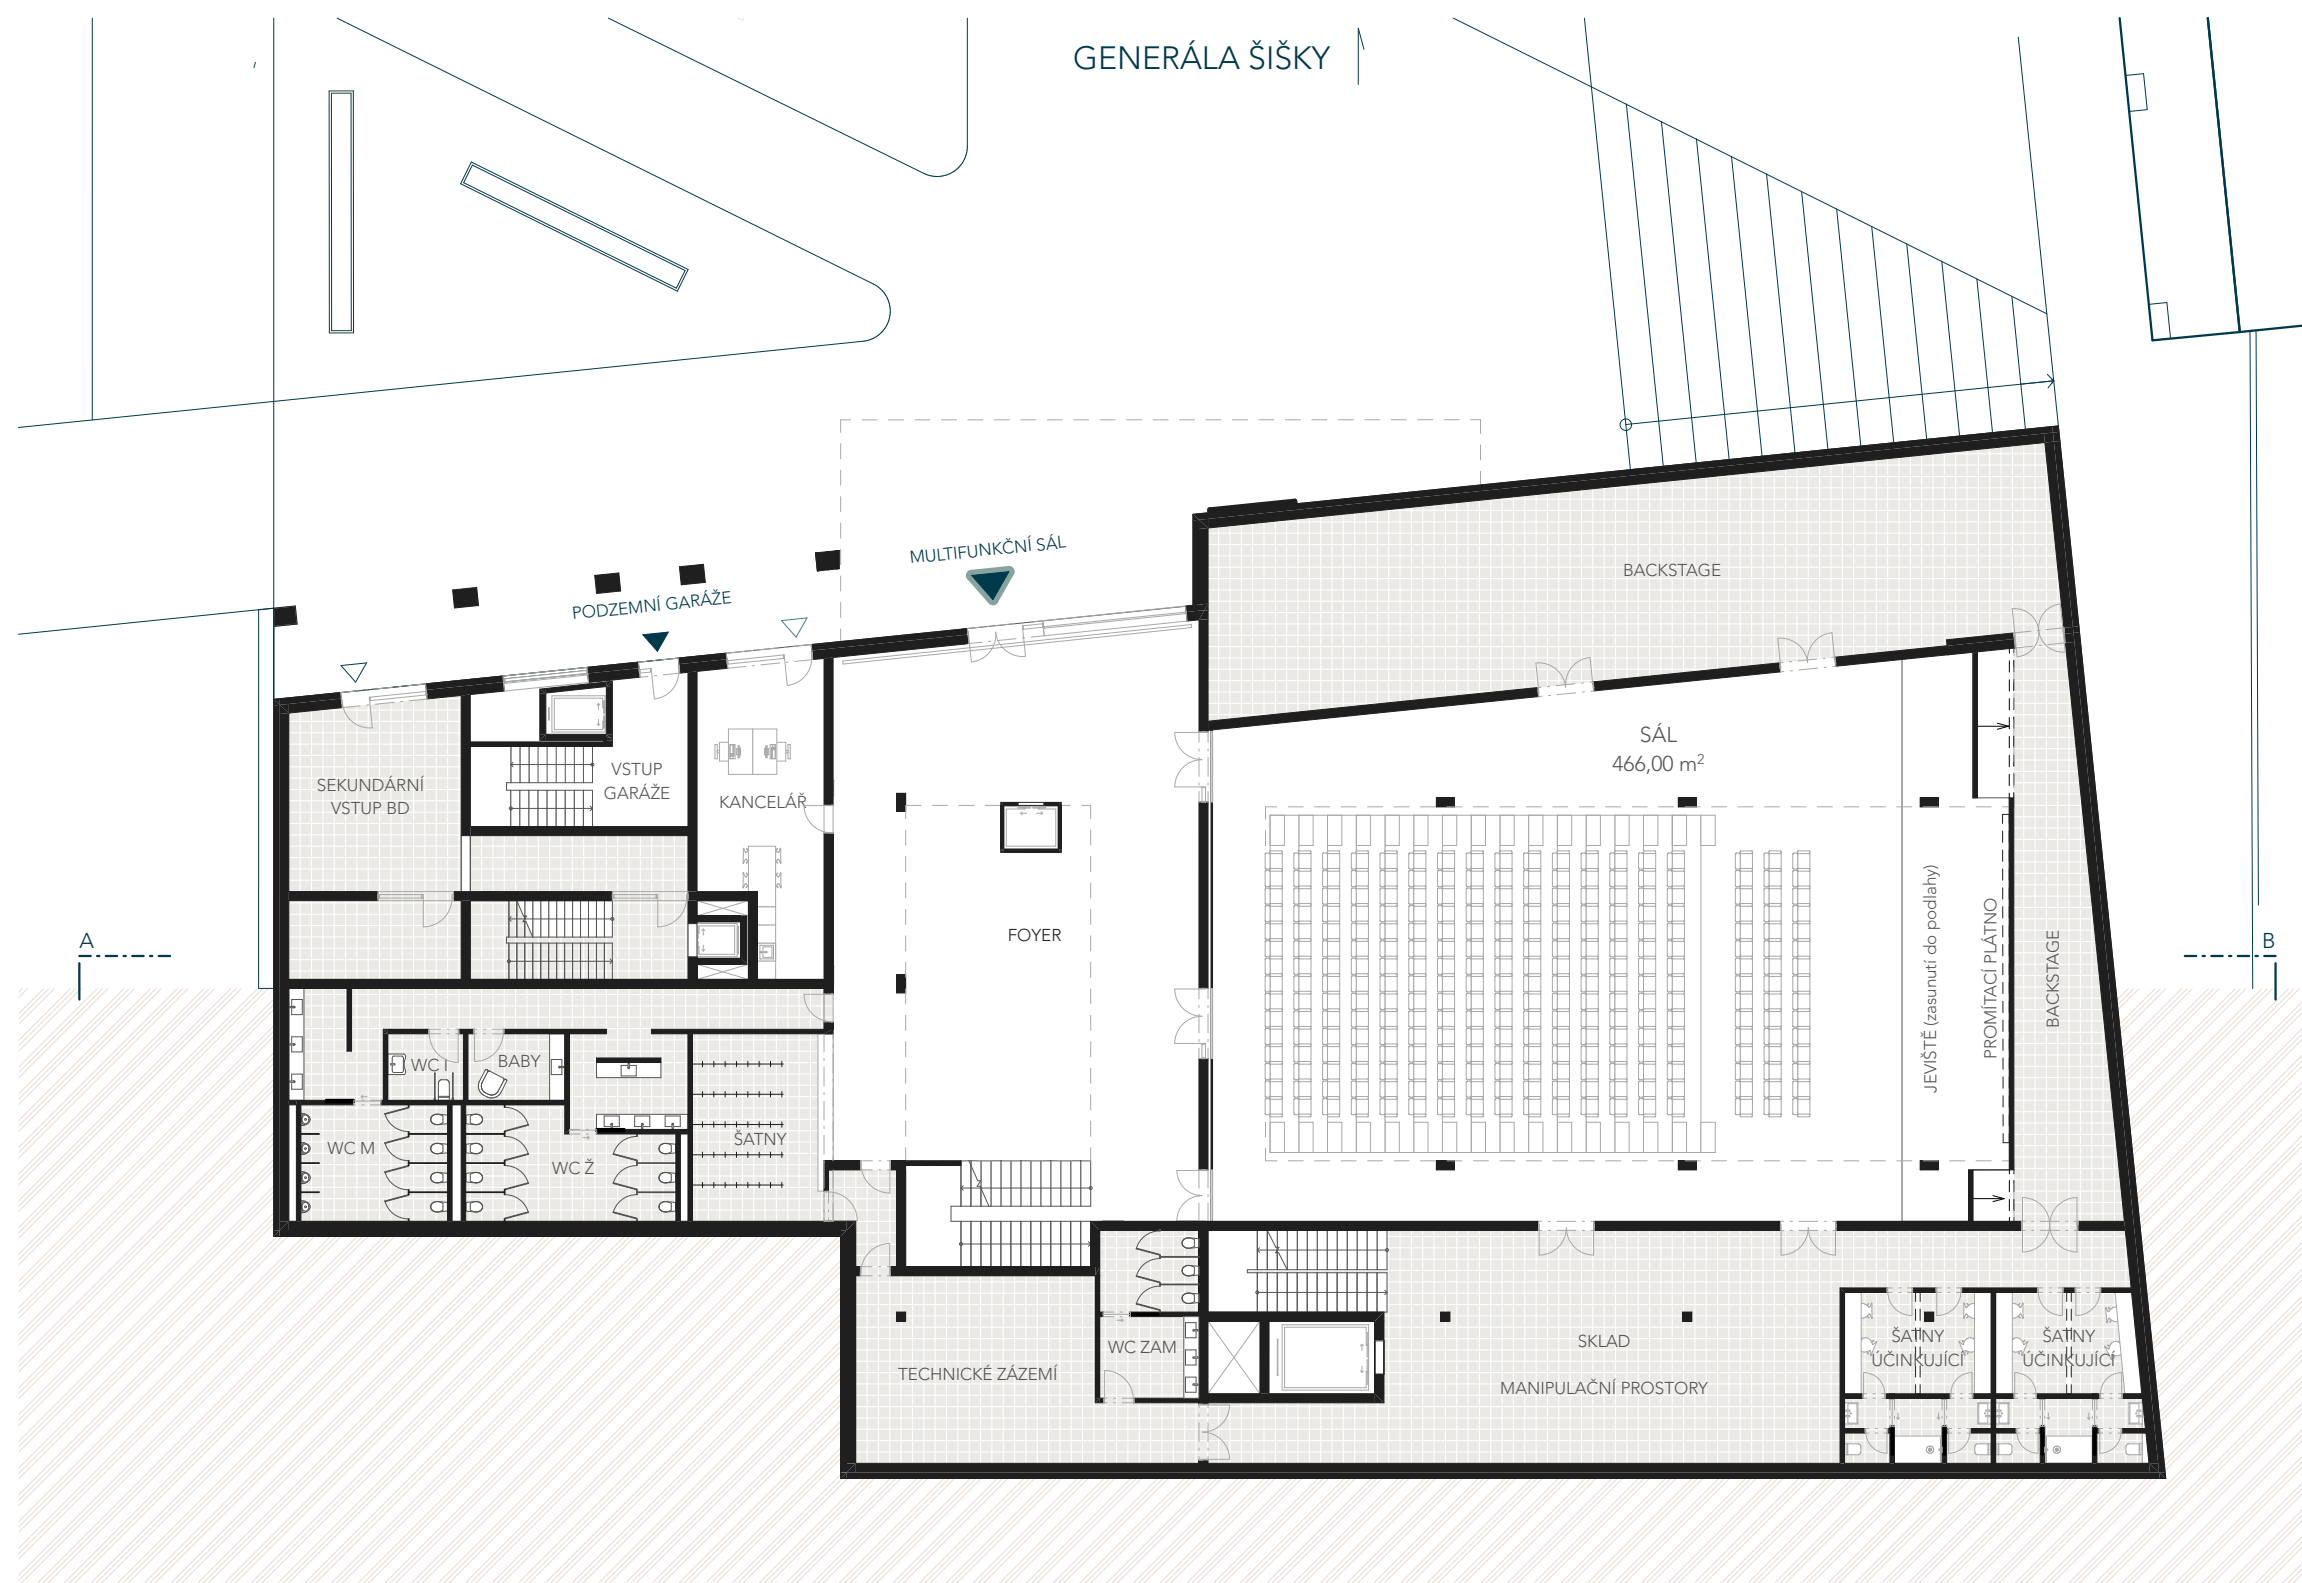 GENERÁLA ŠIŠKY
MULTIFUNKČNÍ SÁL
PODZEMNÍ GARÁŽE
BACKSTAGE
SÁL
466,00 m²
SEKUNDÁRNÍ
VSTUP BD
VSTUP
GARÁŽE
KANCELÁŘ
FOYER
A
B
JEVIŠTĚ (zasunutí do podlahy)
PROMÍTACÍ PLÁTNO
BACKSTAGE
WC I
BABY
WC M
WC Ž
ŠATNY
WC ZAM
TECHNICKÉ ZÁZEMÍ
SKLAD
MANIPULAČNÍ PROSTORY
ŠATNY
ÚČINKUJÍCÍ
ŠATNY
ÚČINKUJÍCÍ